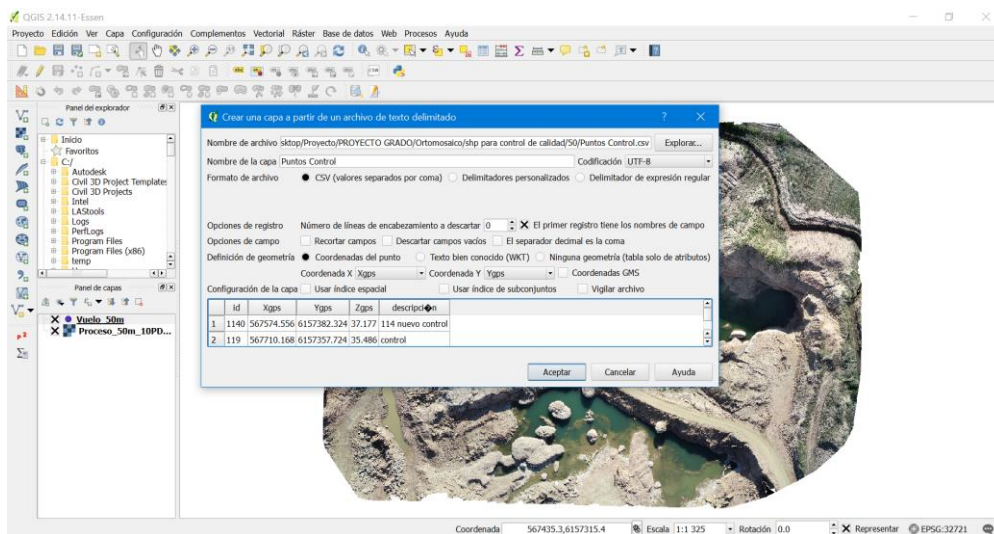 QGIS 2.14.11-Essen
Proyecto Edición Ver Capa Configuración Complementos Vectorial Ráster Base de datos Web Procesos Ayuda
Panel del explorador
Inicio
Favoritos
C:/
Autodesk
Civil 3D Project Templates
Civil 3D Projects
Intel
LAStools
Logs
PerfLogs
Program Files
Program Files (x86)
temp
Panel de capas
Vuelo_50m
Proceso_50m_10PD...
Crear una capa a partir de un archivo de texto delimitado
Nombre de archivo sktop/Proyecto/PROYECTO GRADO/Ortomosaico/shp para control de calidad/50/Puntos Control.csv Explorac...
Nombre de la capa Puntos Control Codificación UTF-8
Formato de archivo CSV (valores separados por coma) Delimitadores personalizados Delimitador de expresión regular
Opciones de registro Número de líneas de encabezamiento a descartar 0 El primer registro tiene los nombres de campo
Opciones de campo Recortar campos Descartar campos vacíos El separador decimal es la coma
Definición de geometría Coordenadas del punto Texto bien conocido (WKT) Ninguna geometría (tabla solo de atributos)
Coordenada X Xgps Coordenada Y Ygps Coordenadas GMS
Configuración de la capa Usar índice espacial Usar índice de subconjuntos Vigilar archivo
id Xgps Ygps Zgps descripci�n
1 1140 567574.556 6157382.324 37.177 114 nuevo control
2 119 567710.168 6157357.724 35.486 control
Aceptar Cancelar Ayuda
Coordenada 567435.3,6157315.4 Escala 1:1 325 Rotación 0.0 Representar EPSG:32721